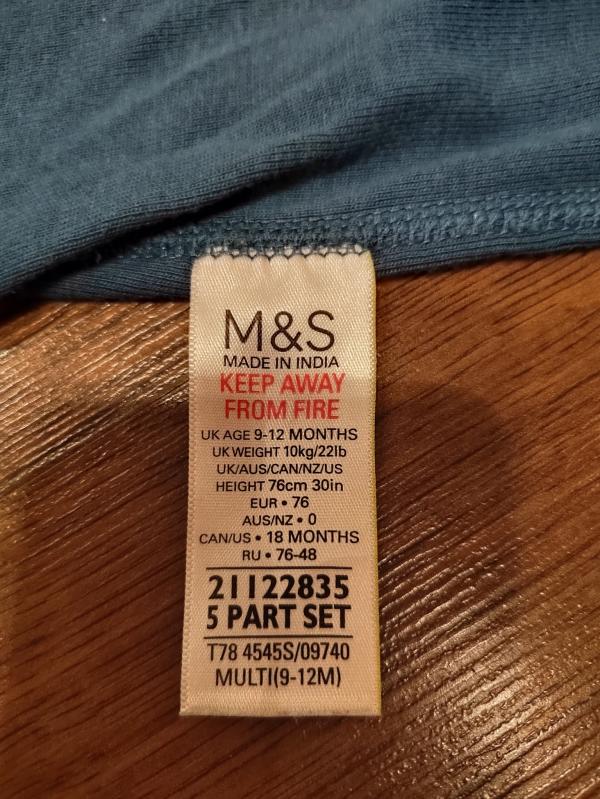 M&S
MADE IN INDIA
KEEP AWAY
FROM FIRE
UK AGE 9-12 MONTHS
UK WEIGHT 10kg/22lb
UK/AUS/CAN/NZ/US
HEIGHT 76cm 30in
EUR • 76
AUS/NZ • 0
CAN/US • 18 MONTHS
RU • 76-48
21122835
5 PART SET
T78 4545S/09740
MULTI(9-12M)